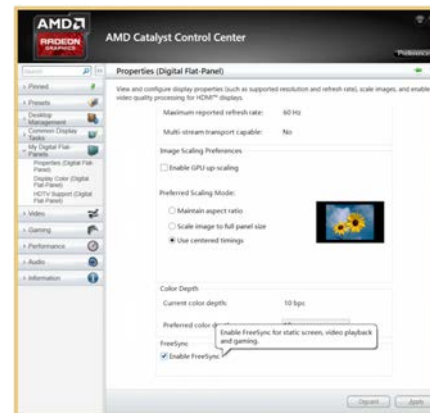 AMD
RADEON
GRAPHICS
AMD Catalyst Control Center
Preferences
Search
Properties (Digital Flat-Panel)
View and configure display properties (such as supported resolution and refresh rate), scale images, and enable
video quality processing for HDMI™ displays.
Pinned
Presets
Desktop
Management
Common Display
Tasks
My Digital Flat-
Panels
Properties (Digital Flat-
Panel)
Display Color (Digital
Flat-Panel)
HDTV Support (Digital
Flat-Panel)
Video
Gaming
Performance
Audio
Information
Maximum reported refresh rate: 60 Hz
Multi-stream transport capable: No
Image Scaling Preferences
Enable GPU up-scaling
Preferred Scaling Mode:
Maintain aspect ratio
Scale image to full panel size
Use centered timings
Color Depth
Current color depth: 10 bpc
Preferred color
Enable FreeSync for static screen, video playback
and gaming.
FreeSync
Enable FreeSync
Discard
Apply